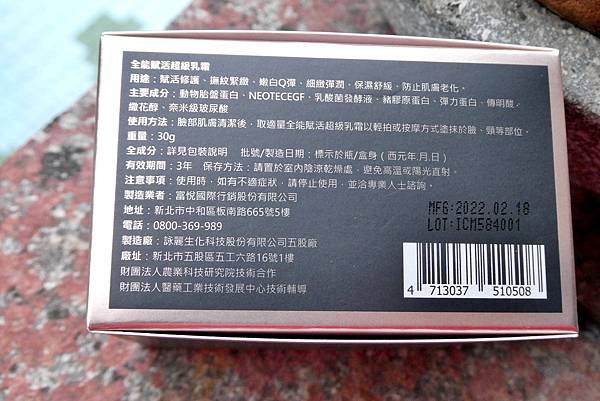 全能賦活超級乳霜
用途：賦活修護、撫紋緊緻、嫩白Q彈、細緻彈潤、保濕舒緩、防止肌膚老化。
主要成分：動物胎盤蛋白、NEOTECEGF、乳酸菌發酵液、豬膠原蛋白、彈力蛋白、傳明酸、
繖花醇、奈米級玻尿酸
使用方法：臉部肌膚清潔後、取適量全能賦活超級乳霜以輕拍或按摩方式塗抹於臉、頸等部位。
重量：30g
全成分：詳見包裝說明 批號/製造日期：標示於瓶/盒身（西元年:月.日）
有效期間：3年 保存方法：請置於室內陰涼乾燥處，避免高溫或陽光直射。
注意事項：使用時、如有不適症狀，請停止使用，並洽專業人士諮詢。
製造業者：富悅國際行銷股份有限公司
地址：新北市中和區板南路665號5樓
電話：0800-369-989
製造廠：詠麗生化科技股份有限公司五股廠
廠址：新北市五股區五工六路16號1樓
財團法人農業科技研究院技術合作
財團法人醫藥工業技術發展中心技術輔導
MFG:2022.02.18
LOT:ICM584001
4 713037 510508